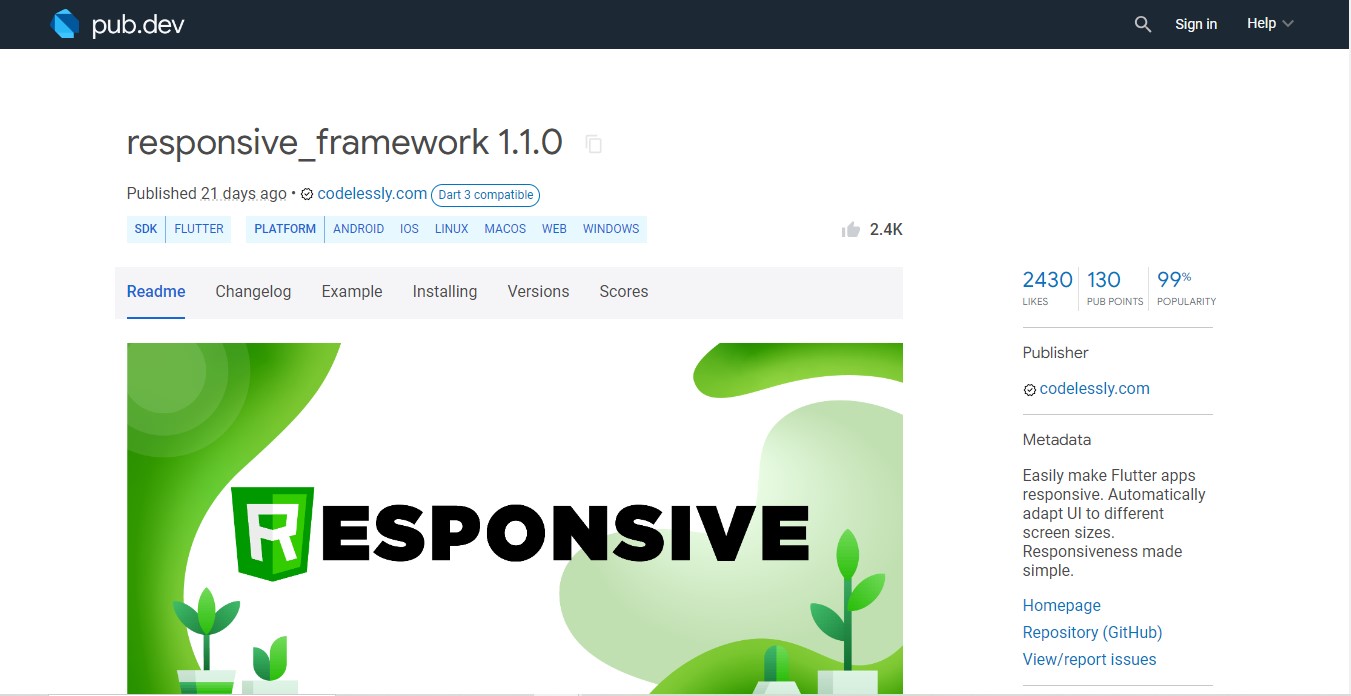 pub.dev
Sign in
Help
responsive_framework 1.1.0
Published 21 days ago • codelessly.com Dart 3 compatible
SDK FLUTTER PLATFORM ANDROID IOS LINUX MACOS WEB WINDOWS
2.4K
Readme Changelog Example Installing Versions Scores
RESPONSIVE
2430 130 99%
LIKES PUB POINTS POPULARITY
Publisher
codelessly.com
Metadata
Easily make Flutter apps
responsive. Automatically
adapt UI to different
screen sizes.
Responsiveness made
simple.
Homepage
Repository (GitHub)
View/report issues